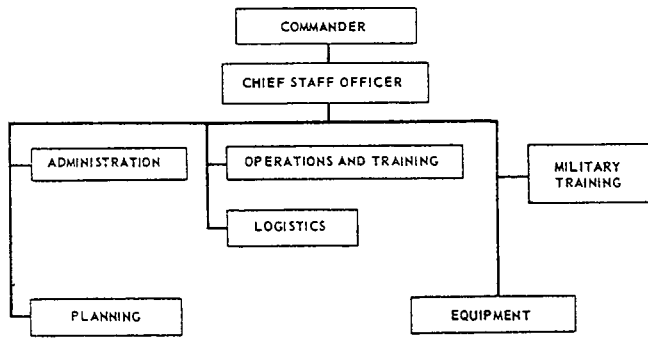 COMMANDER
CHIEF STAFF OFFICER
ADMINISTRATION
OPERATIONS AND TRAINING
MILITARY
TRAINING
LOGISTICS
PLANNING
EQUIPMENT